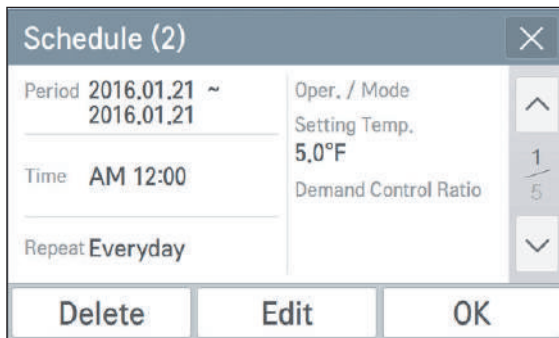 Schedule (2)
Period 2016.01.21 ~
2016.01.21
Time AM 12:00
Repeat Everyday
Oper. / Mode
Setting Temp.
5.0°F
Demand Control Ratio
1
5
Delete Edit OK